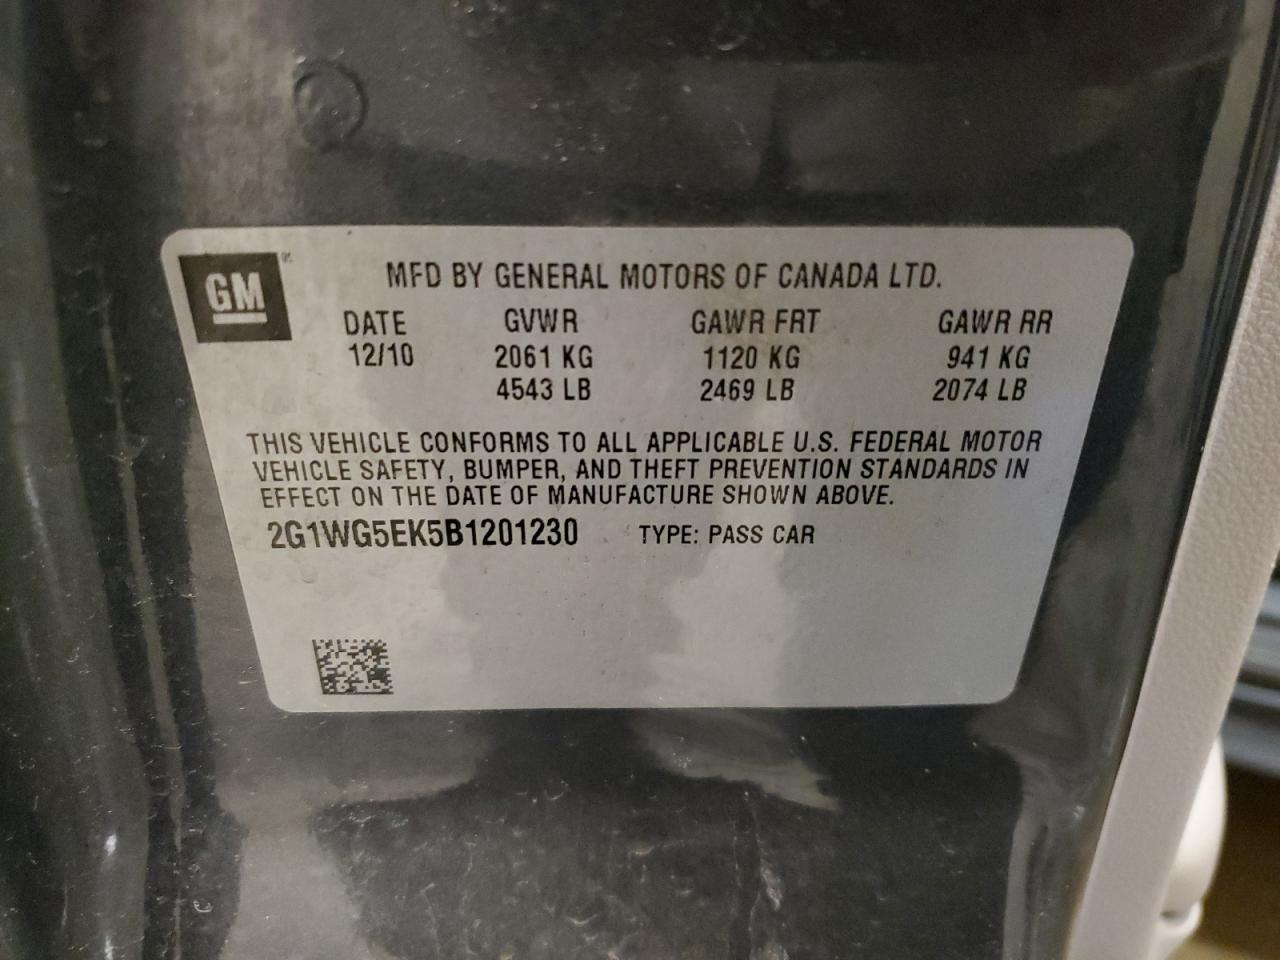 GM®
MFD BY GENERAL MOTORS OF CANADA LTD.
DATE GVWR GAWR FRT GAWR RR
12/10 2061 KG 1120 KG 941 KG
4543 LB 2469 LB 2074 LB
THIS VEHICLE CONFORMS TO ALL APPLICABLE U.S. FEDERAL MOTOR
VEHICLE SAFETY, BUMPER, AND THEFT PREVENTION STANDARDS IN
EFFECT ON THE DATE OF MANUFACTURE SHOWN ABOVE.
2G1WG5EK5B1201230 TYPE: PASS CAR